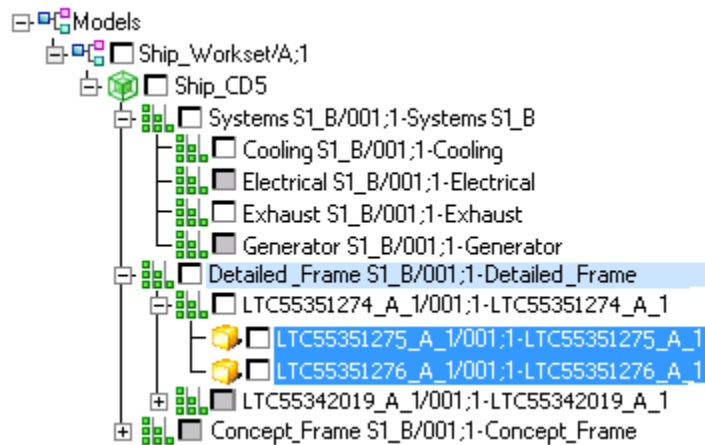 Models
Ship_Workset/A;1
Ship_CD5
Systems S1_B/001;1-Systems S1_B
Cooling S1_B/001;1-Cooling
Electrical S1_B/001;1-Electrical
Exhaust S1_B/001;1-Exhaust
Generator S1_B/001;1-Generator
Detailed_Frame S1_B/001;1-Detailed_Frame
LTC55351274_A_1/001;1-LTC55351274_A_1
LTC55351275_A_1/001;1-LTC55351275_A_1
LTC55351276_A_1/001;1-LTC55351276_A_1
LTC55342019_A_1/001;1-LTC55342019_A_1
Concept_Frame S1_B/001;1-Concept_Frame